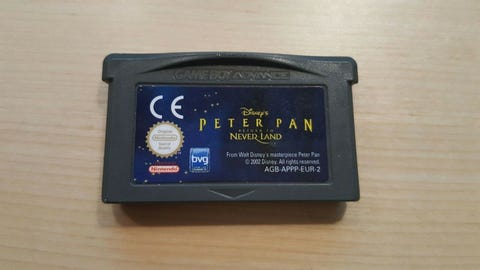 GAME BOY ADVANCE
CE
Disney's
PETER PAN
RETURN TO
NEVER LAND
Original
Nintendo
Seal of
Quality
bvg
From Walt Disney's masterpiece Peter Pan
© 2002 Disney. All rights reserved.
Nintendo
AGB-APPP-EUR-2